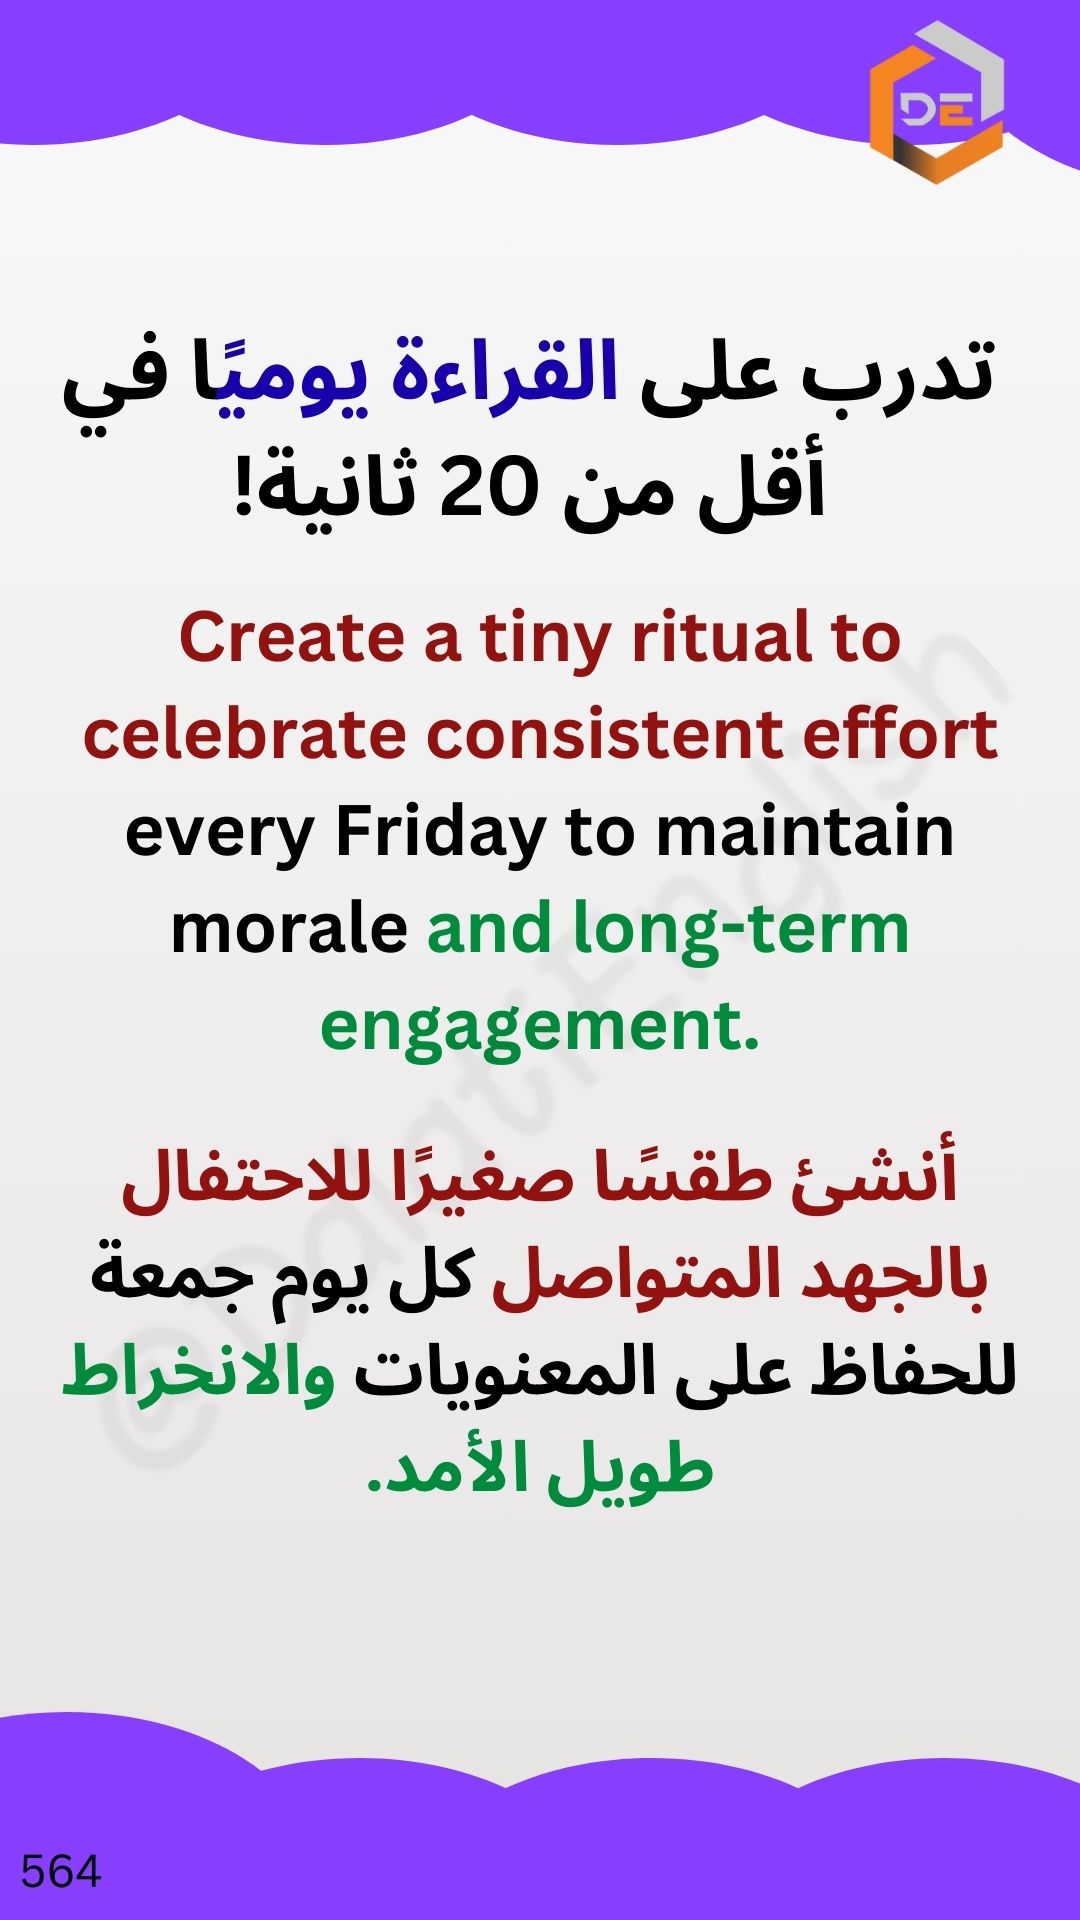 DE
تدرب على القراءة يوميًا في
أقل من 20 ثانية!
Create a tiny ritual to
celebrate consistent effort
every Friday to maintain
morale and long-term
engagement.
أنشئ طقسًا صغيرًا للاحتفال
بالجهد المتواصل كل يوم جمعة
للحفاظ على المعنويات والانخراط
طويل الأمد.
@DalatiEnglish
564